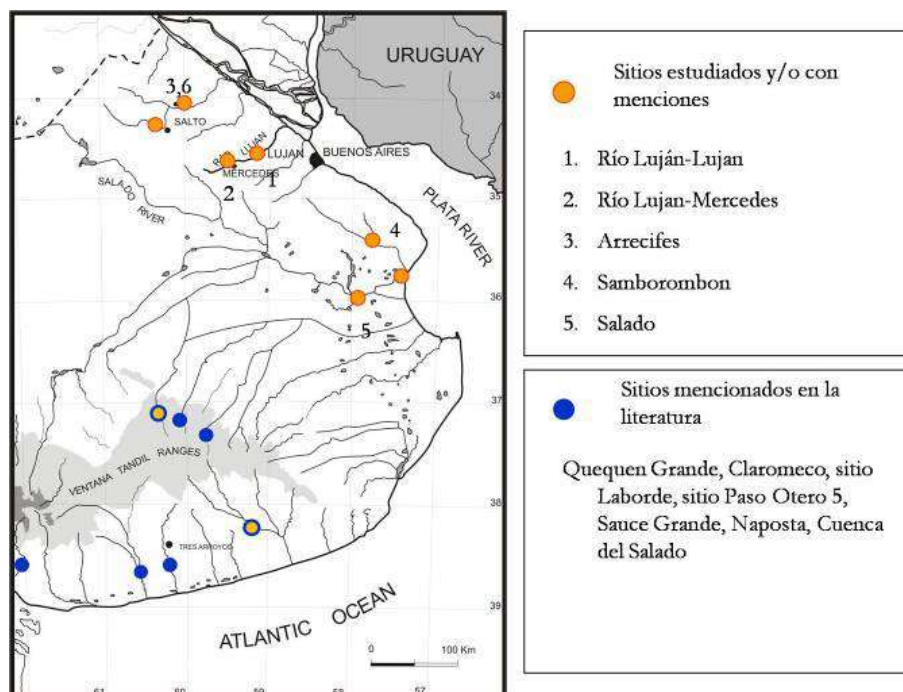 URUGUAY
34
3,6
SALTO
RIO LUJAN
LUJAN
BUENOS AIRES
MERCEDES
1
2
35
SALADO RIVER
PLATA RIVER
4
36
5
37
VENTANA TANDIL RANGES
38
TRES ARROYOS
39
ATLANTIC OCEAN
0 100 Km
61 60 59 58 57
Sitios estudiados y/o con
menciones
1. Río Luján-Lujan
2. Río Lujan-Mercedes
3. Arrecifes
4. Samborombon
5. Salado
Sitios mencionados en la
literatura
Quequen Grande, Claromeco, sitio
Laborde, sitio Paso Otero 5,
Sauce Grande, Naposta, Cuenca
del Salado